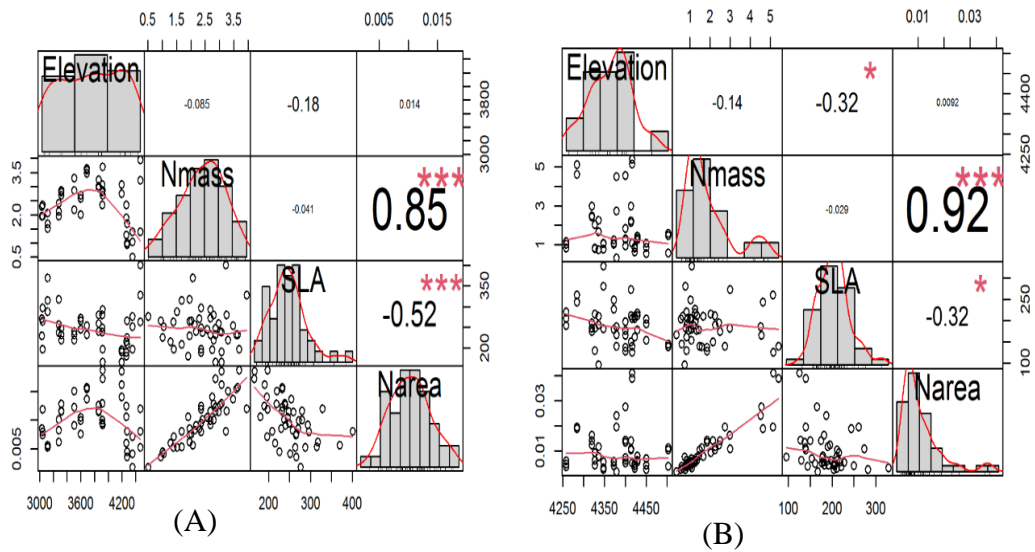 0.5 1.5 2.5 3.5 0.005 0.015
1 2 3 4 5 0.01 0.03
Elevation -0.085 -0.18 0.014
3000 3800
Elevation -0.14 -0.32 * 0.0092
4250 4400
0.5 2.0 3.5
Nmass -0.041 0.85 ***
1 3 5
Nmass -0.029 0.92 ***
SLA -0.52 ***
200 350
SLA -0.32 *
100 250
0.005
Narea
0.01 0.03
Narea
3000 3600 4200 200 300 400
4250 4350 4450 100 200 300
(A)
(B)